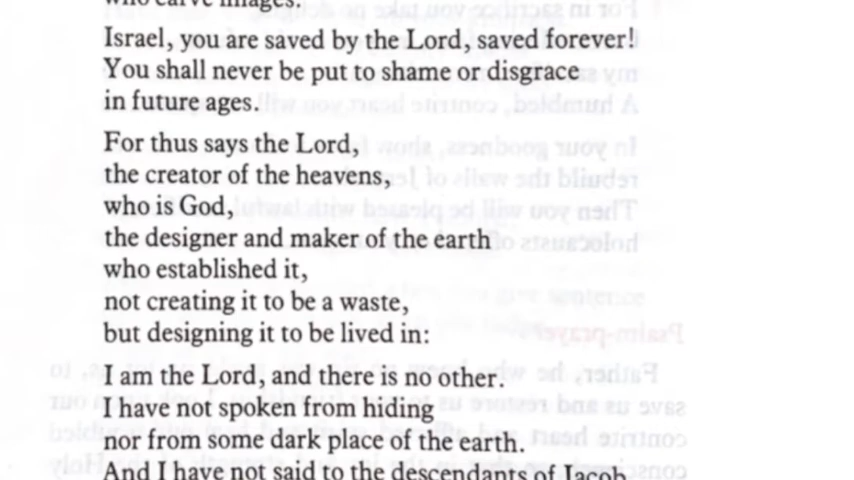 who carve images.
Israel, you are saved by the Lord, saved forever!
You shall never be put to shame or disgrace
in future ages.
For thus says the Lord,
the creator of the heavens,
who is God,
the designer and maker of the earth
who established it,
not creating it to be a waste,
but designing it to be lived in:
I am the Lord, and there is no other.
I have not spoken from hiding
nor from some dark place of the earth.
And I have not said to the descendants of Jacob